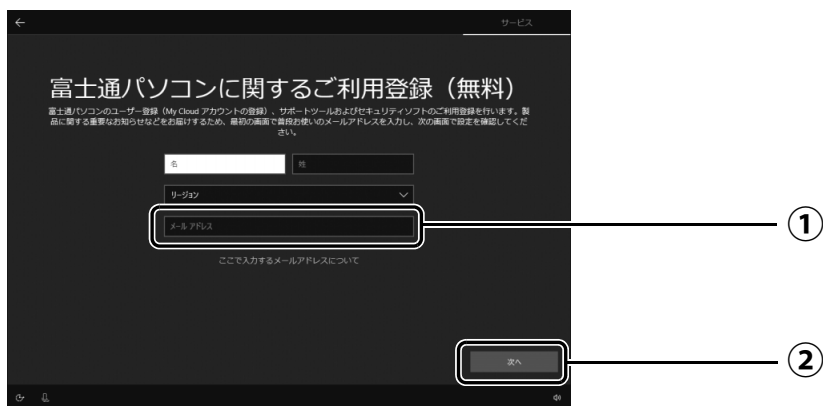 サービス
富士通パソコンに関するご利用登録（無料）
富士通パソコンのユーザー登録（My Cloud アカウントの登録）、サポートツールおよびセキュリティソフトのご利用登録を行います。製
品に関する重要なお知らせなどをお届けするため、最初の画面で普段お使いのメールアドレスを入力し、次の画面で設定を確認してくだ
さい。
名 姓
リージョン
メール アドレス
①
ここで入力するメールアドレスについて
次へ
②